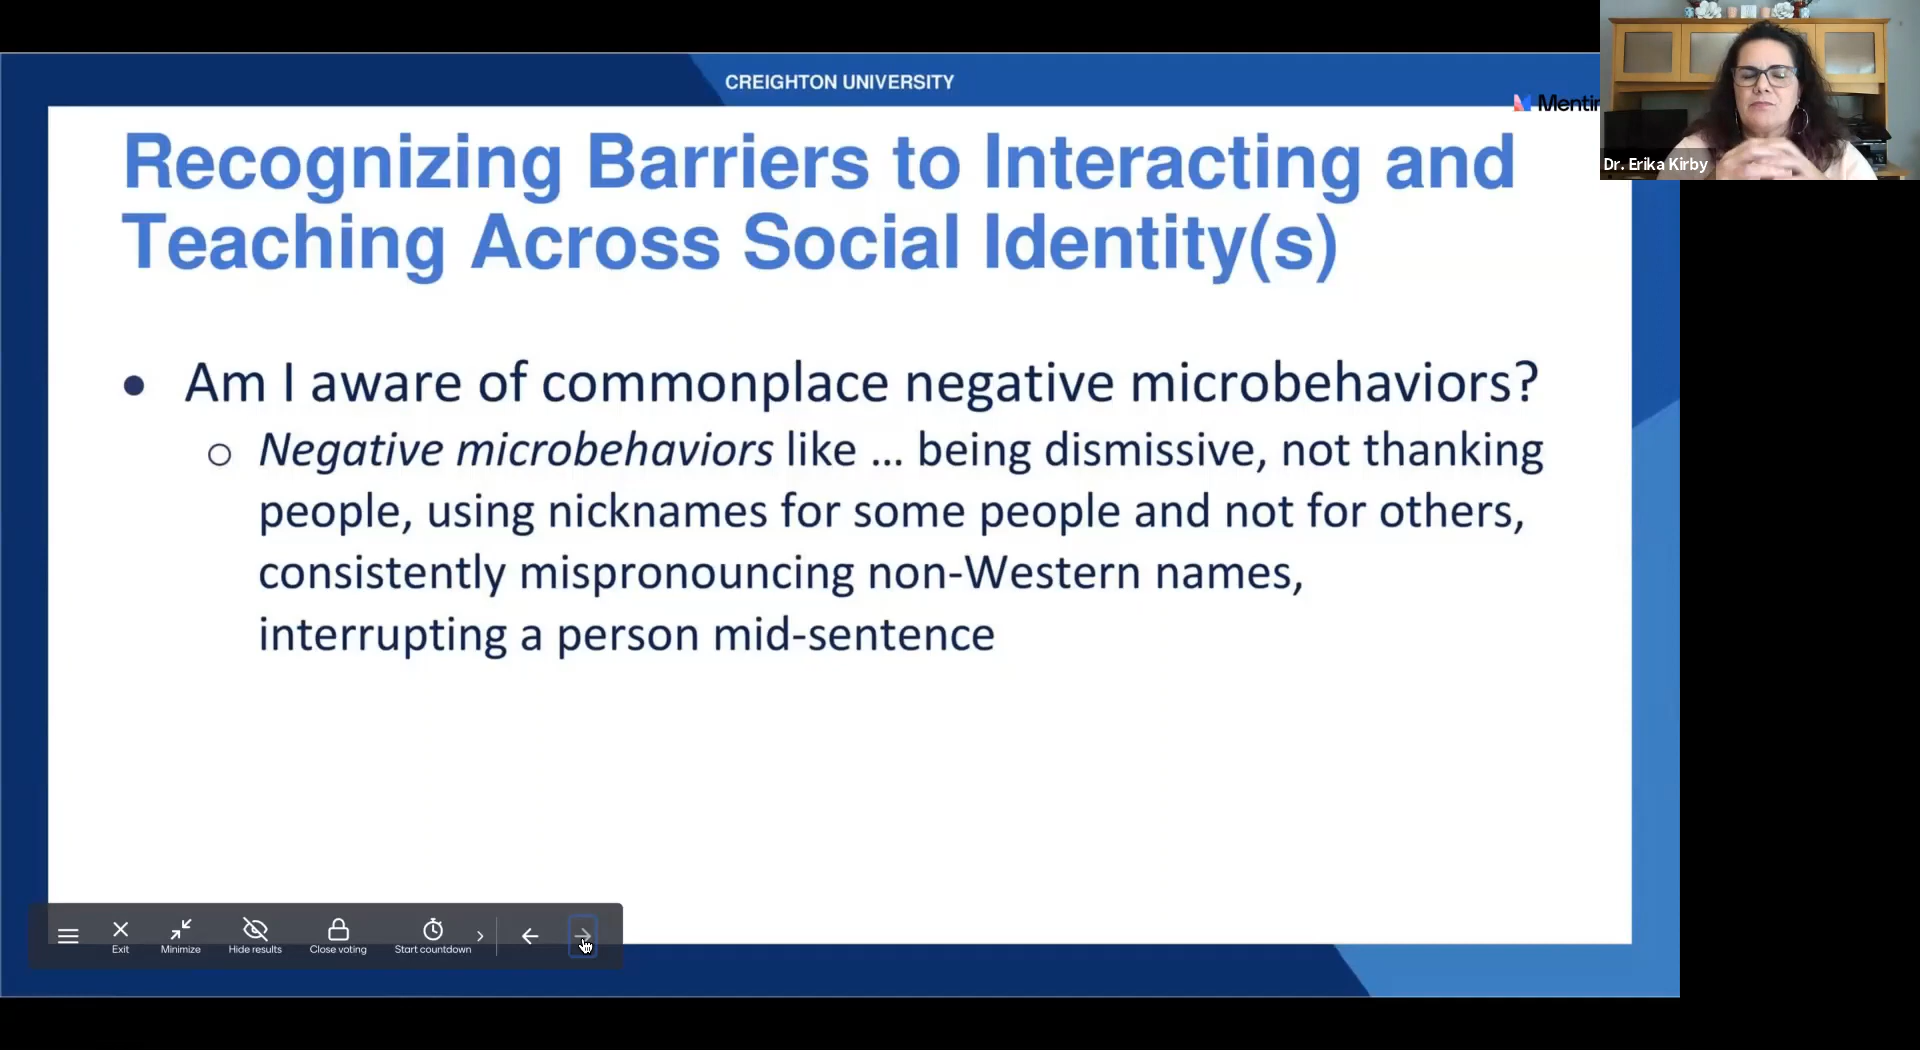 CREIGHTON UNIVERSITY
Recognizing Barriers to Interacting and
Teaching Across Social Identity(s)
• Am I aware of commonplace negative microbehaviors?
○ Negative microbehaviors like ... being dismissive, not thanking
people, using nicknames for some people and not for others,
consistently mispronouncing non-Western names,
interrupting a person mid-sentence
Mentin
Dr. Erika Kirby
Exit
Minimize
Hide results
Close voting
Start countdown